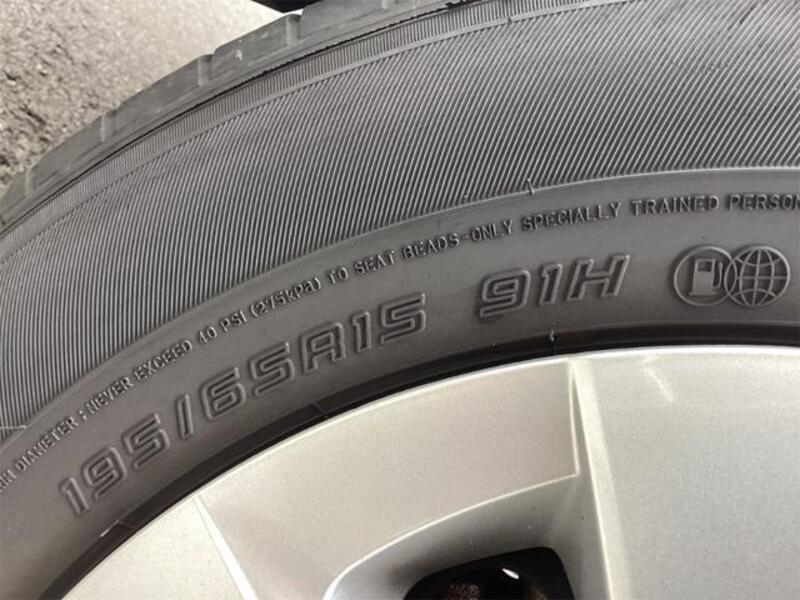 DIAMETER : NEVER EXCEED 40 PSI (275kPa) TO SEAT BEADS-ONLY SPECIALLY TRAINED PERSON
195/65R15 91H